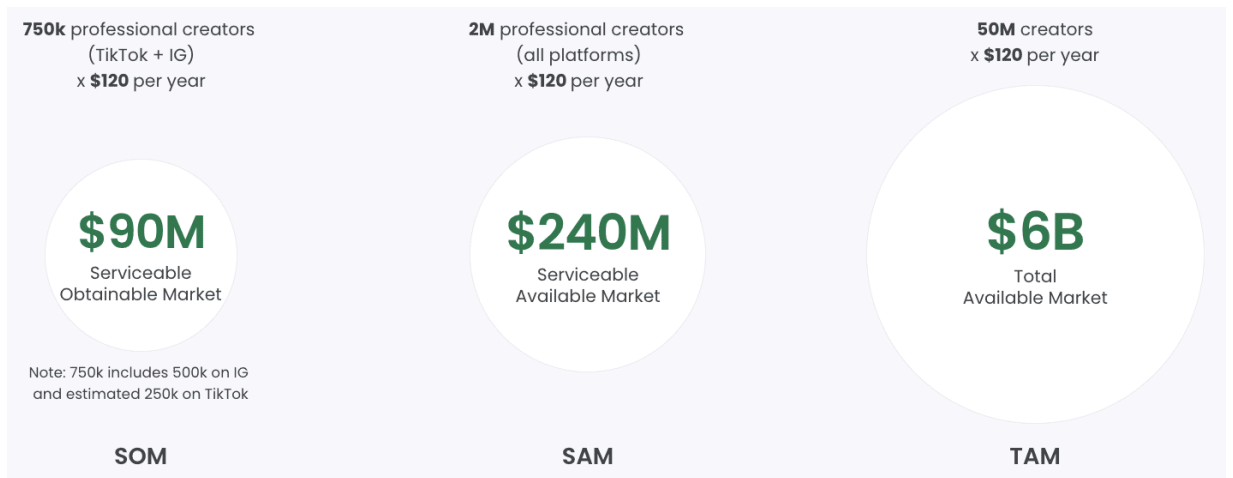 750k professional creators
(TikTok + IG)
x $120 per year
$90M
Serviceable
Obtainable Market
Note: 750k includes 500k on IG
and estimated 250k on TikTok
SOM
2M professional creators
(all platforms)
x $120 per year
$240M
Serviceable
Available Market
SAM
50M creators
x $120 per year
$6B
Total
Available Market
TAM